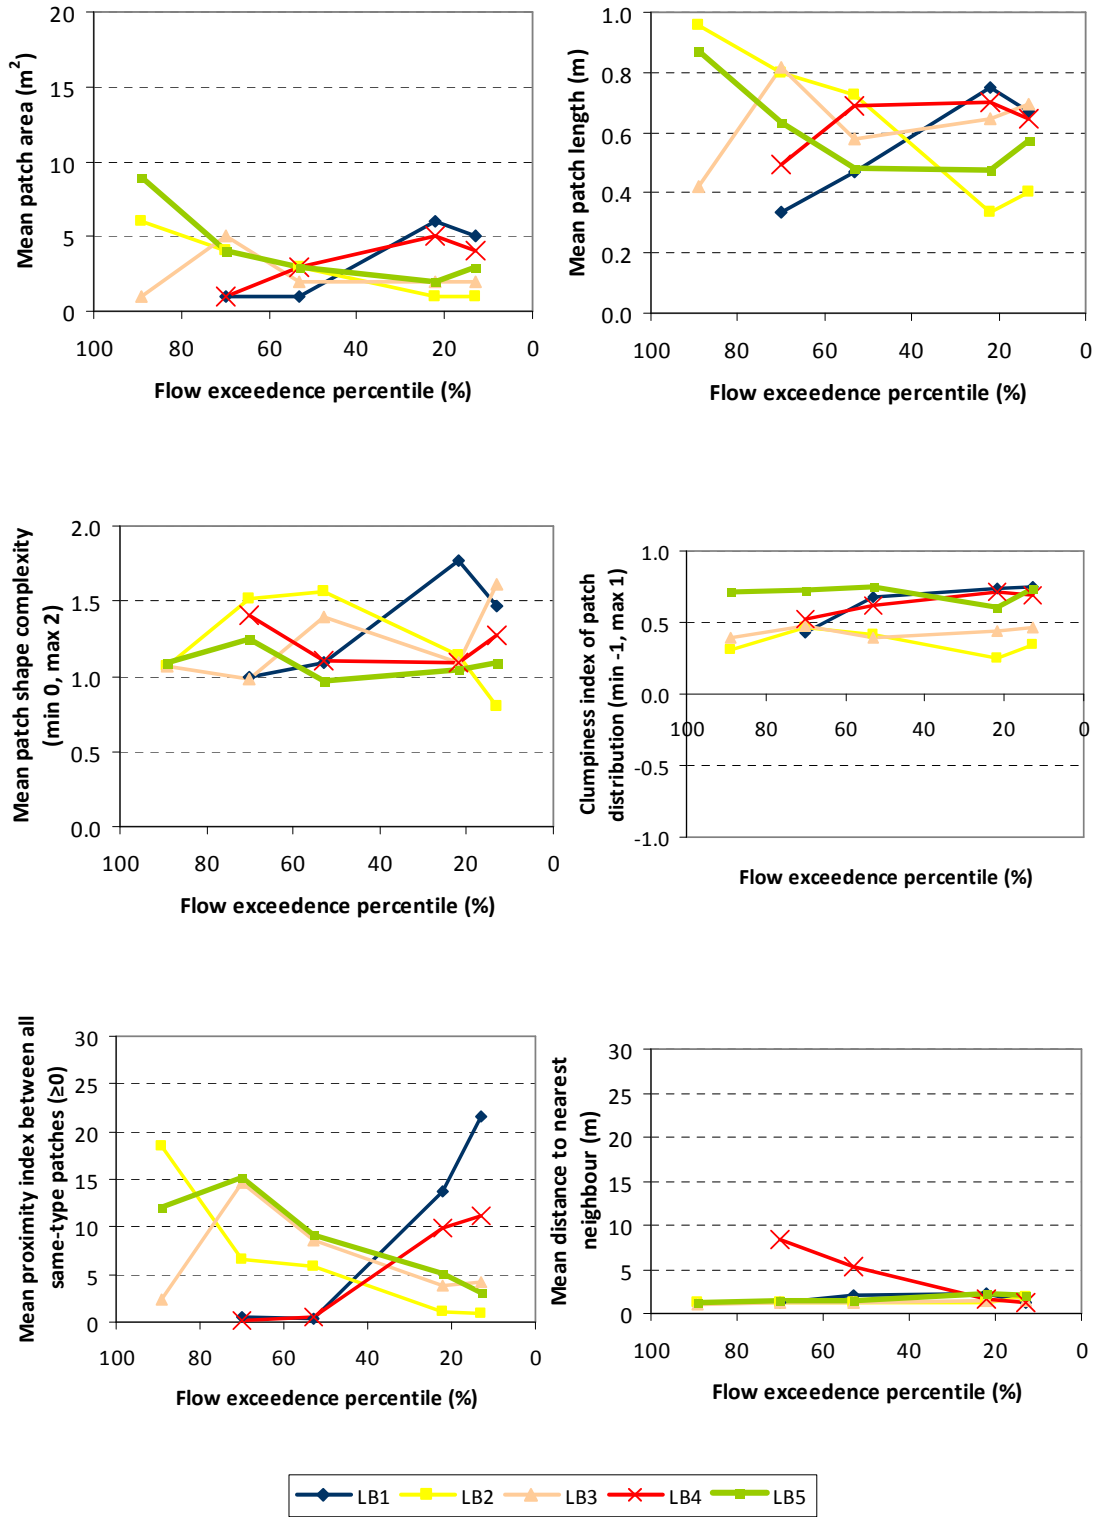 20
15
10
5
0
100 80 60 40 20 0
Mean patch area (m²)
Flow exceedence percentile (%)
1.0
0.8
0.6
0.4
0.2
0.0
100 80 60 40 20 0
Mean patch length (m)
Flow exceedence percentile (%)
2.0
1.5
1.0
0.5
0.0
100 80 60 40 20 0
Mean patch shape complexity
(min 0, max 2)
Flow exceedence percentile (%)
1.0
0.5
0.0
-0.5
-1.0
100 80 60 40 20 0
Clumpiness index of patch
distribution (min -1, max 1)
Flow exceedence percentile (%)
30
25
20
15
10
5
0
100 80 60 40 20 0
Mean proximity index between all
same-type patches (≥0)
Flow exceedence percentile (%)
30
25
20
15
10
5
0
100 80 60 40 20 0
Mean distance to nearest
neighbour (m)
Flow exceedence percentile (%)
LB1 LB2 LB3 LB4 LB5